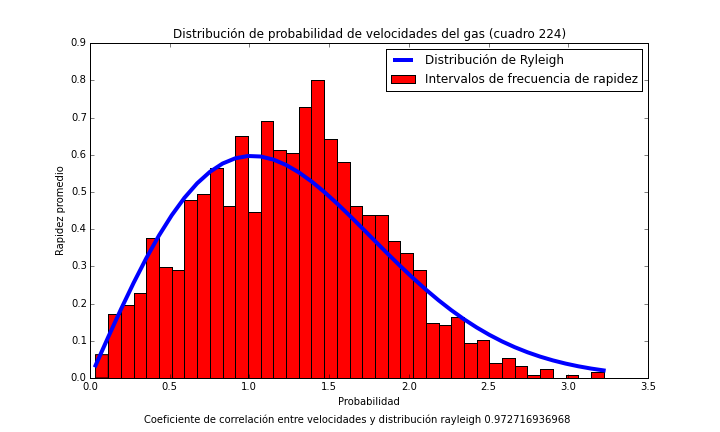 Distribución de probabilidad de velocidades del gas (cuadro 224)
0.9
0.8
0.7
0.6
0.5
0.4
0.3
0.2
0.1
0.0
Rapidez promedio
Distribución de Ryleigh
Intervalos de frecuencia de rapidez
0.0 0.5 1.0 1.5 2.0 2.5 3.0 3.5
Probabilidad
Coeficiente de correlación entre velocidades y distribución rayleigh 0.972716936968